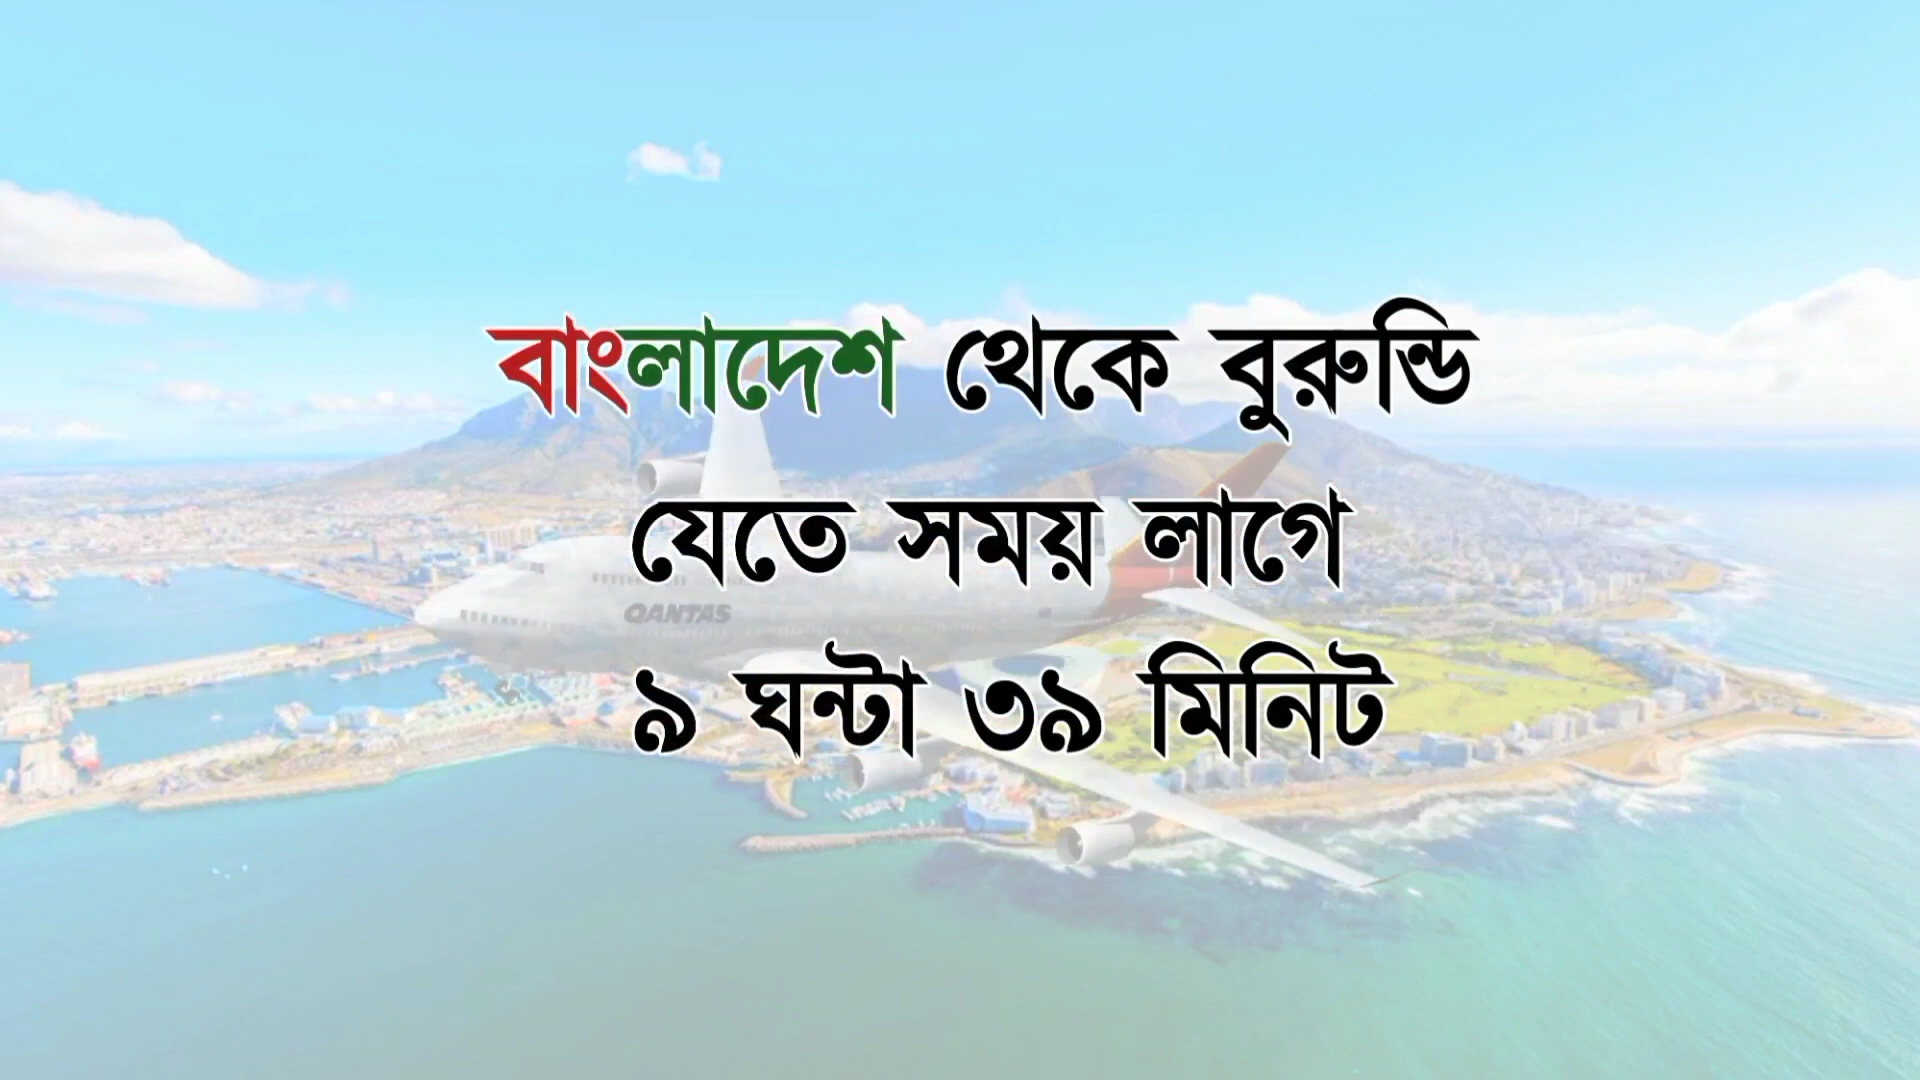 বাংলাদেশ থেকে বুরুন্ডি
যেতে সময় লাগে
QANTAS
৯ ঘন্টা ৩৯ মিনিট